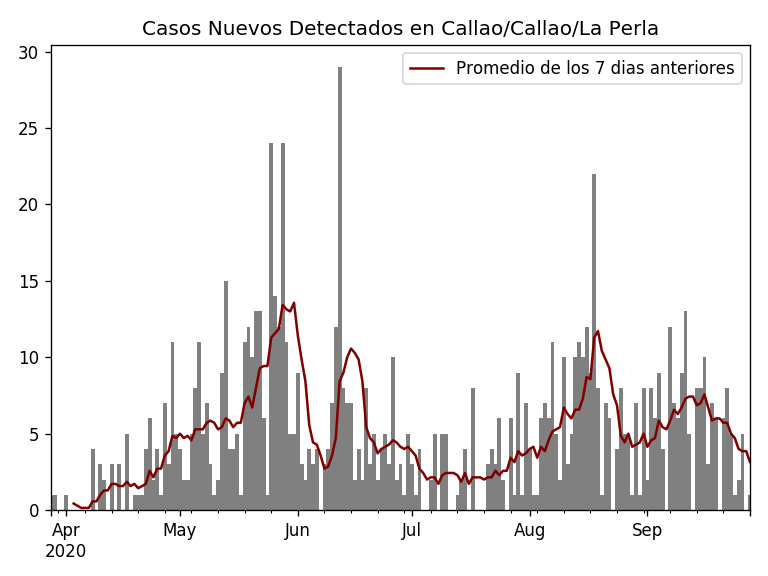 Casos Nuevos Detectados en Callao/Callao/La Perla
Promedio de los 7 dias anteriores
30
25
20
15
10
5
0
Apr May Jun Jul Aug Sep
2020